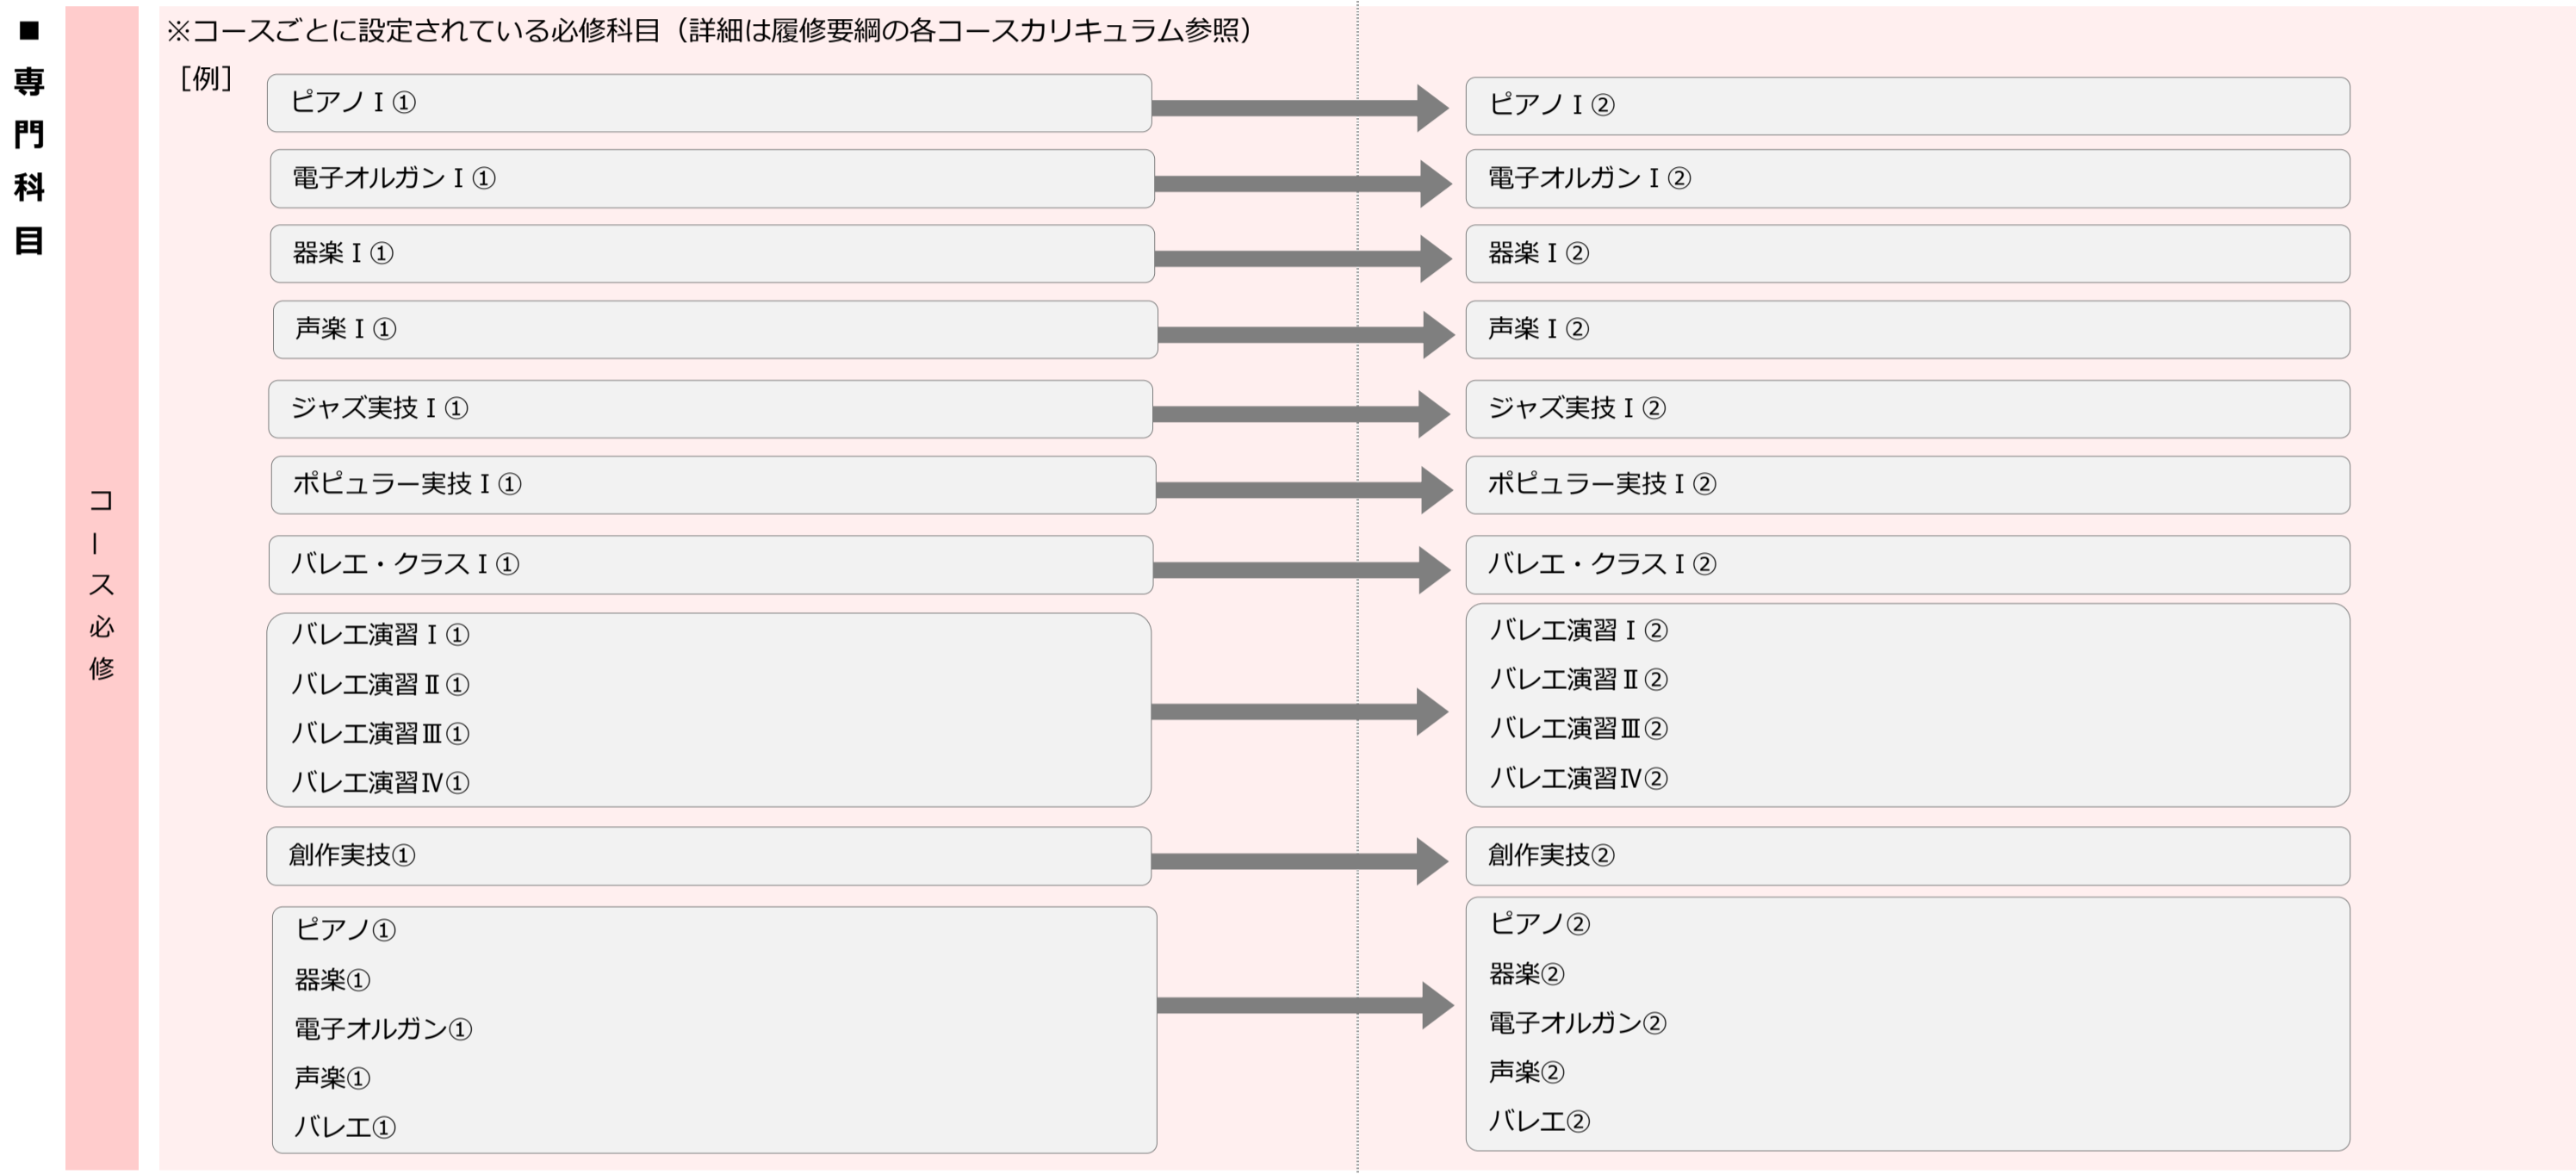 ■専門科目
コース必修
※コースごとに設定されている必修科目（詳細は履修要綱の各コースカリキュラム参照）
［例］
ピアノⅠ①
ピアノⅠ②
電子オルガンⅠ①
電子オルガンⅠ②
器楽Ⅰ①
器楽Ⅰ②
声楽Ⅰ①
声楽Ⅰ②
ジャズ実技Ⅰ①
ジャズ実技Ⅰ②
ポピュラー実技Ⅰ①
ポピュラー実技Ⅰ②
バレエ・クラスⅠ①
バレエ・クラスⅠ②
バレエ演習Ⅰ①
バレエ演習Ⅱ①
バレエ演習Ⅲ①
バレエ演習Ⅳ①
バレエ演習Ⅰ②
バレエ演習Ⅱ②
バレエ演習Ⅲ②
バレエ演習Ⅳ②
創作実技①
創作実技②
ピアノ①
器楽①
電子オルガン①
声楽①
バレエ①
ピアノ②
器楽②
電子オルガン②
声楽②
バレエ②